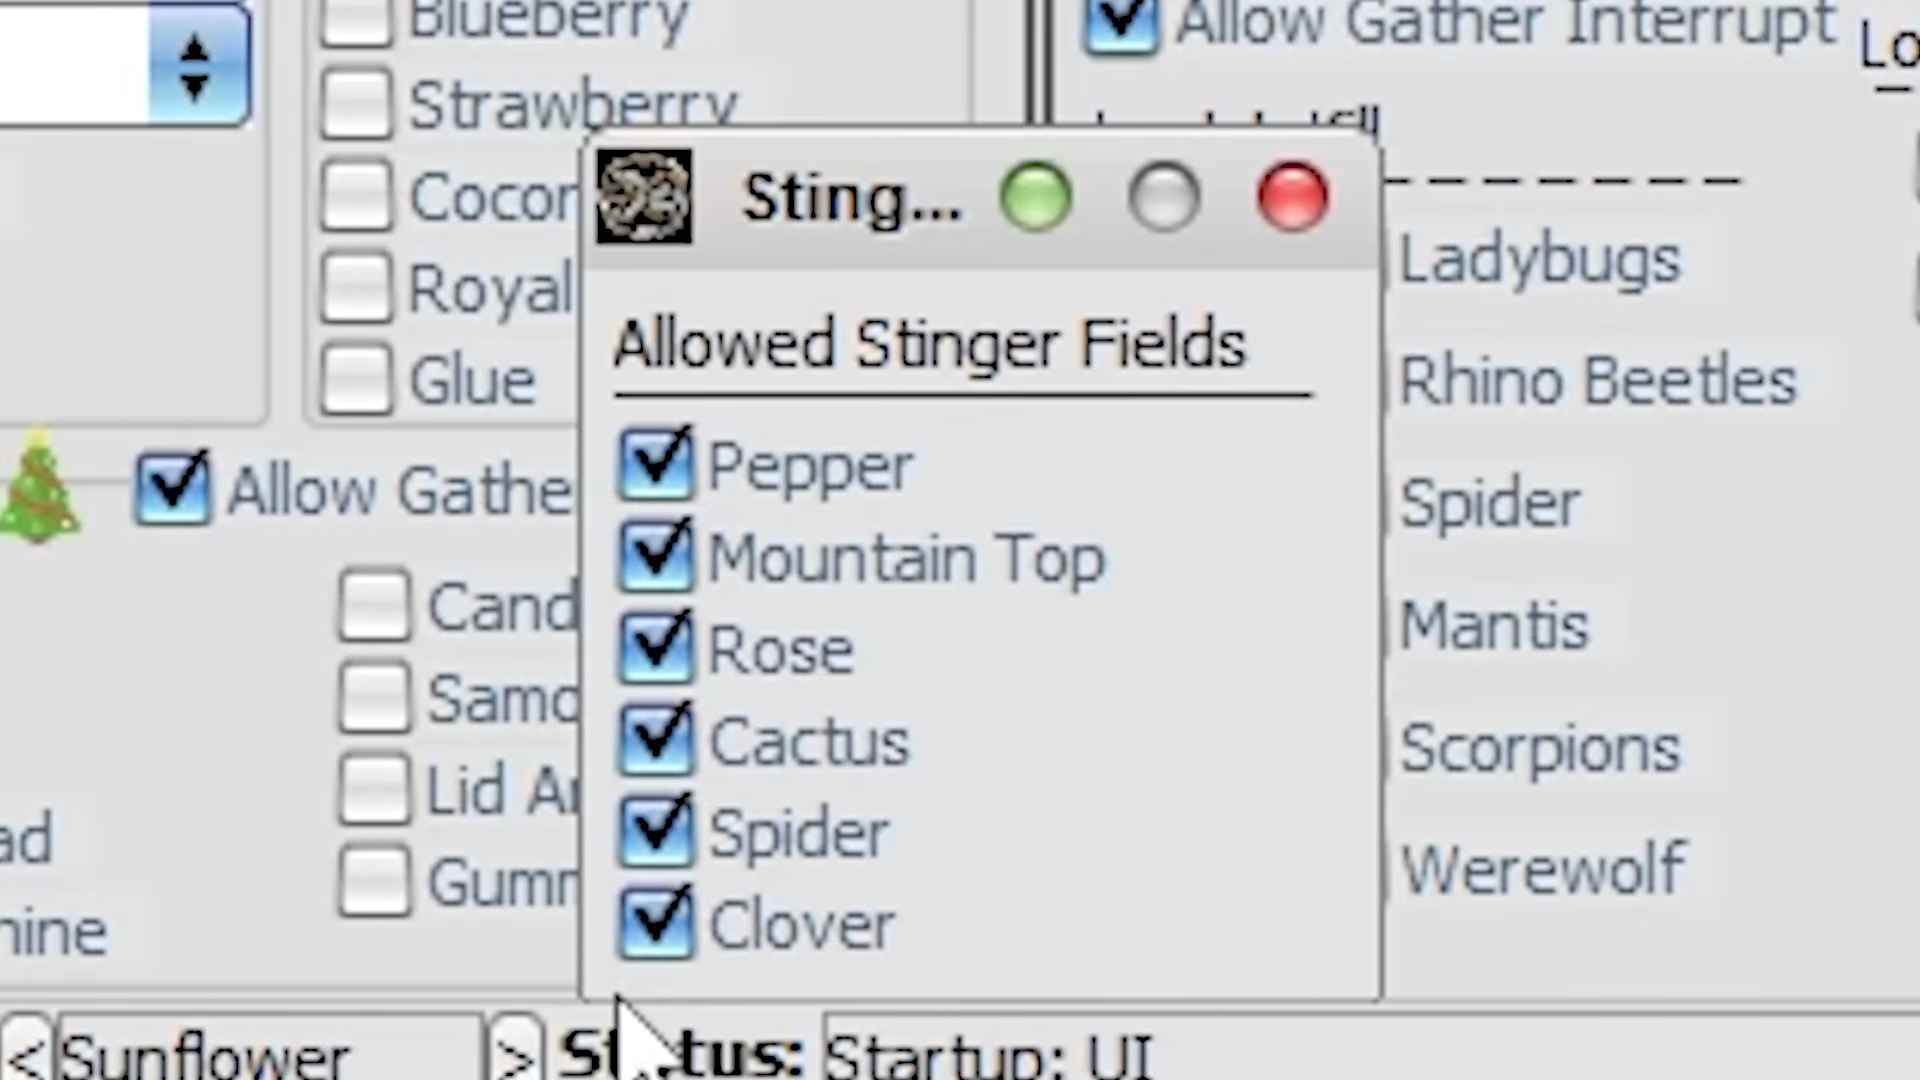 Blueberry
Strawberry
Royal
Glue
Allow
Sunflower
Sting...
Allowed Stinger Fields
Pepper
Mountain Top
Rose
Cactus
Spider
Clover
Status: Startup: UI
Allow Gather Interrupt
Ladybugs
Rhino Beetles
Spider
Mantis
Scorpions
Werewolf